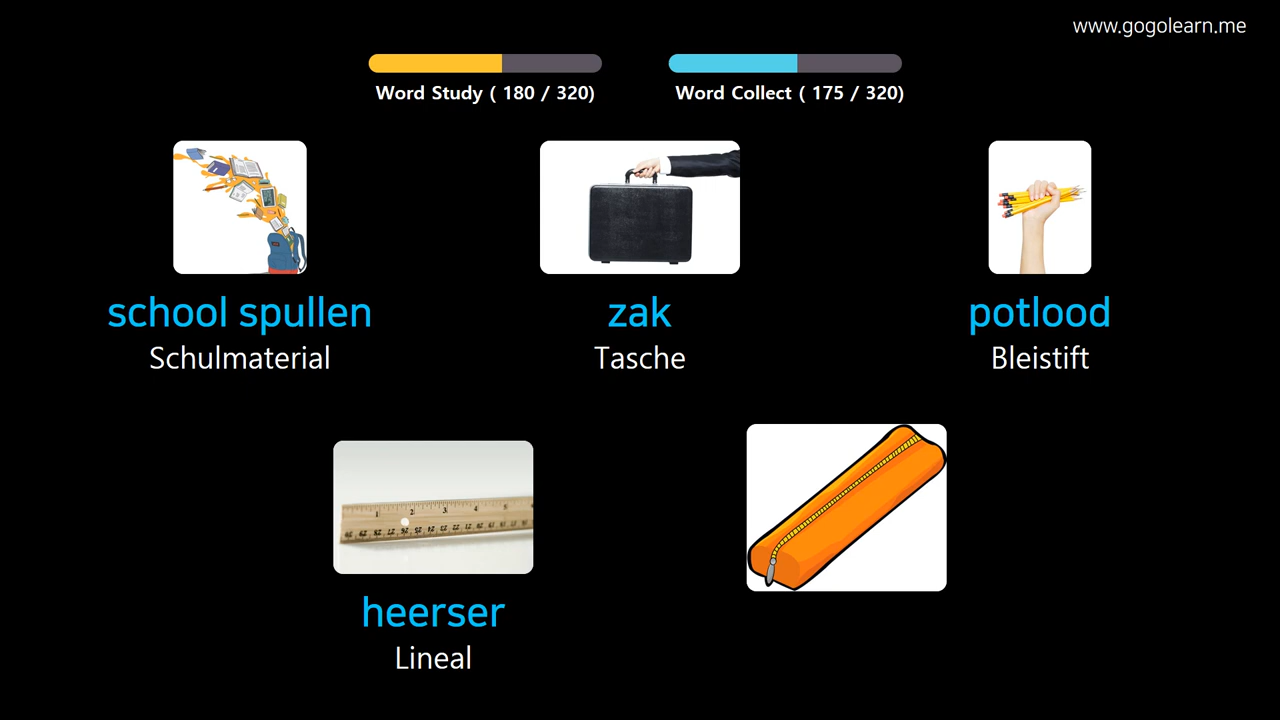 www.gogolearn.me
Word Study ( 180 / 320)
Word Collect ( 175 / 320)
school spullen
Schulmaterial
zak
Tasche
potlood
Bleistift
heerser
Lineal